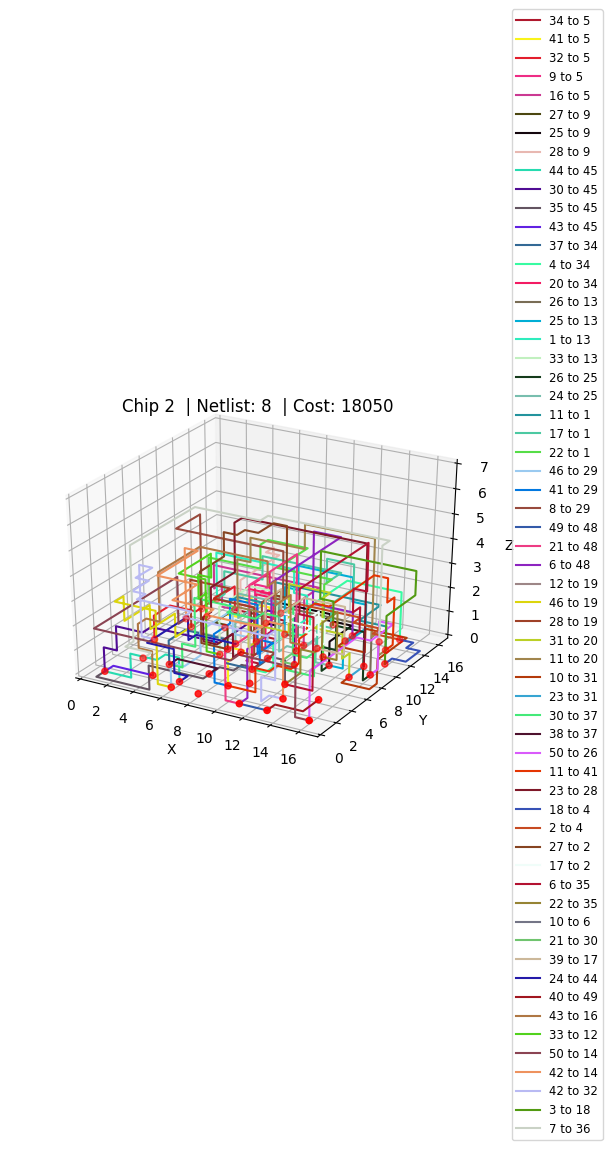 Chip 2  | Netlist: 8  | Cost: 18050
7
6
5
4
3
2
1
0
Z
0
2
4
6
8
10
12
14
16
X
0
2
4
6
8
10
12
14
16
Y
34 to 5
41 to 5
32 to 5
9 to 5
16 to 5
27 to 9
25 to 9
28 to 9
44 to 45
30 to 45
35 to 45
43 to 45
37 to 34
4 to 34
20 to 34
26 to 13
25 to 13
1 to 13
33 to 13
26 to 25
24 to 25
11 to 1
17 to 1
22 to 1
46 to 29
41 to 29
8 to 29
49 to 48
21 to 48
6 to 48
12 to 19
46 to 19
28 to 19
31 to 20
11 to 20
10 to 31
23 to 31
30 to 37
38 to 37
50 to 26
11 to 41
23 to 28
18 to 4
2 to 4
27 to 2
17 to 2
6 to 35
22 to 35
10 to 6
21 to 30
39 to 17
24 to 44
40 to 49
43 to 16
33 to 12
50 to 14
42 to 14
42 to 32
3 to 18
7 to 36